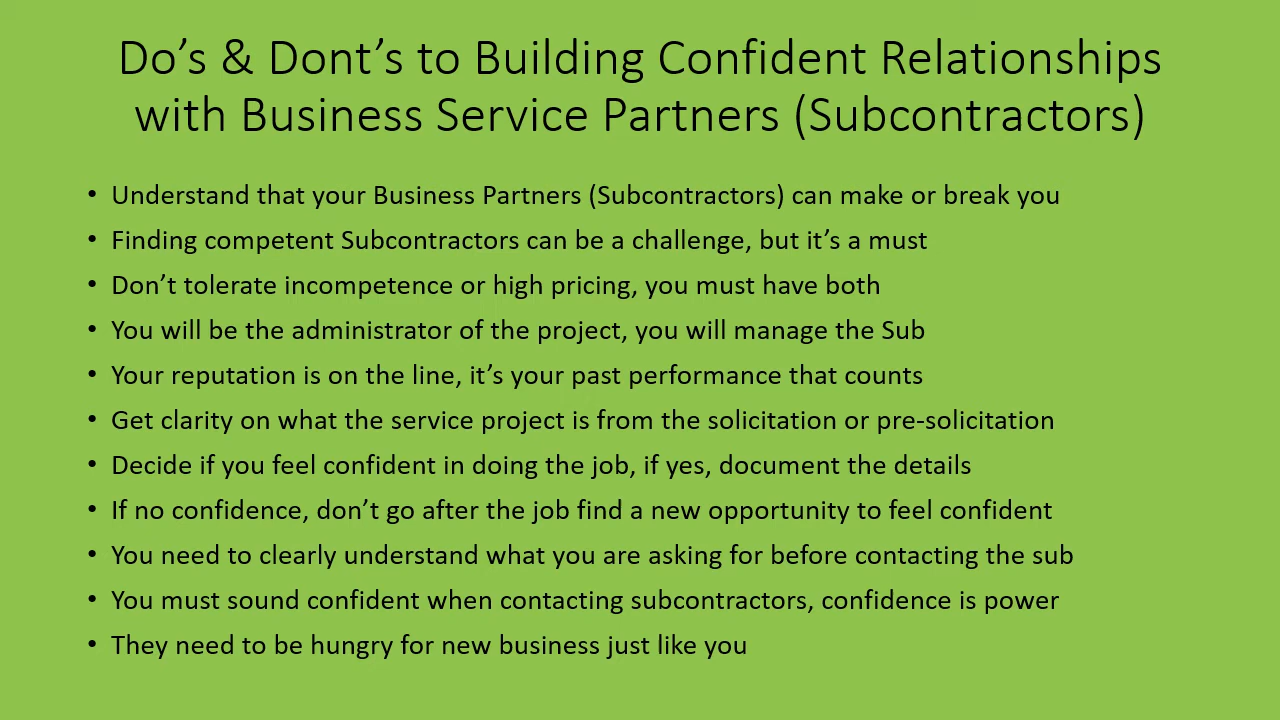 Do’s & Dont’s to Building Confident Relationships
with Business Service Partners (Subcontractors)
• Understand that your Business Partners (Subcontractors) can make or break you
• Finding competent Subcontractors can be a challenge, but it’s a must
• Don’t tolerate incompetence or high pricing, you must have both
• You will be the administrator of the project, you will manage the Sub
• Your reputation is on the line, it’s your past performance that counts
• Get clarity on what the service project is from the solicitation or pre-solicitation
• Decide if you feel confident in doing the job, if yes, document the details
• If no confidence, don’t go after the job find a new opportunity to feel confident
• You need to clearly understand what you are asking for before contacting the sub
• You must sound confident when contacting subcontractors, confidence is power
• They need to be hungry for new business just like you